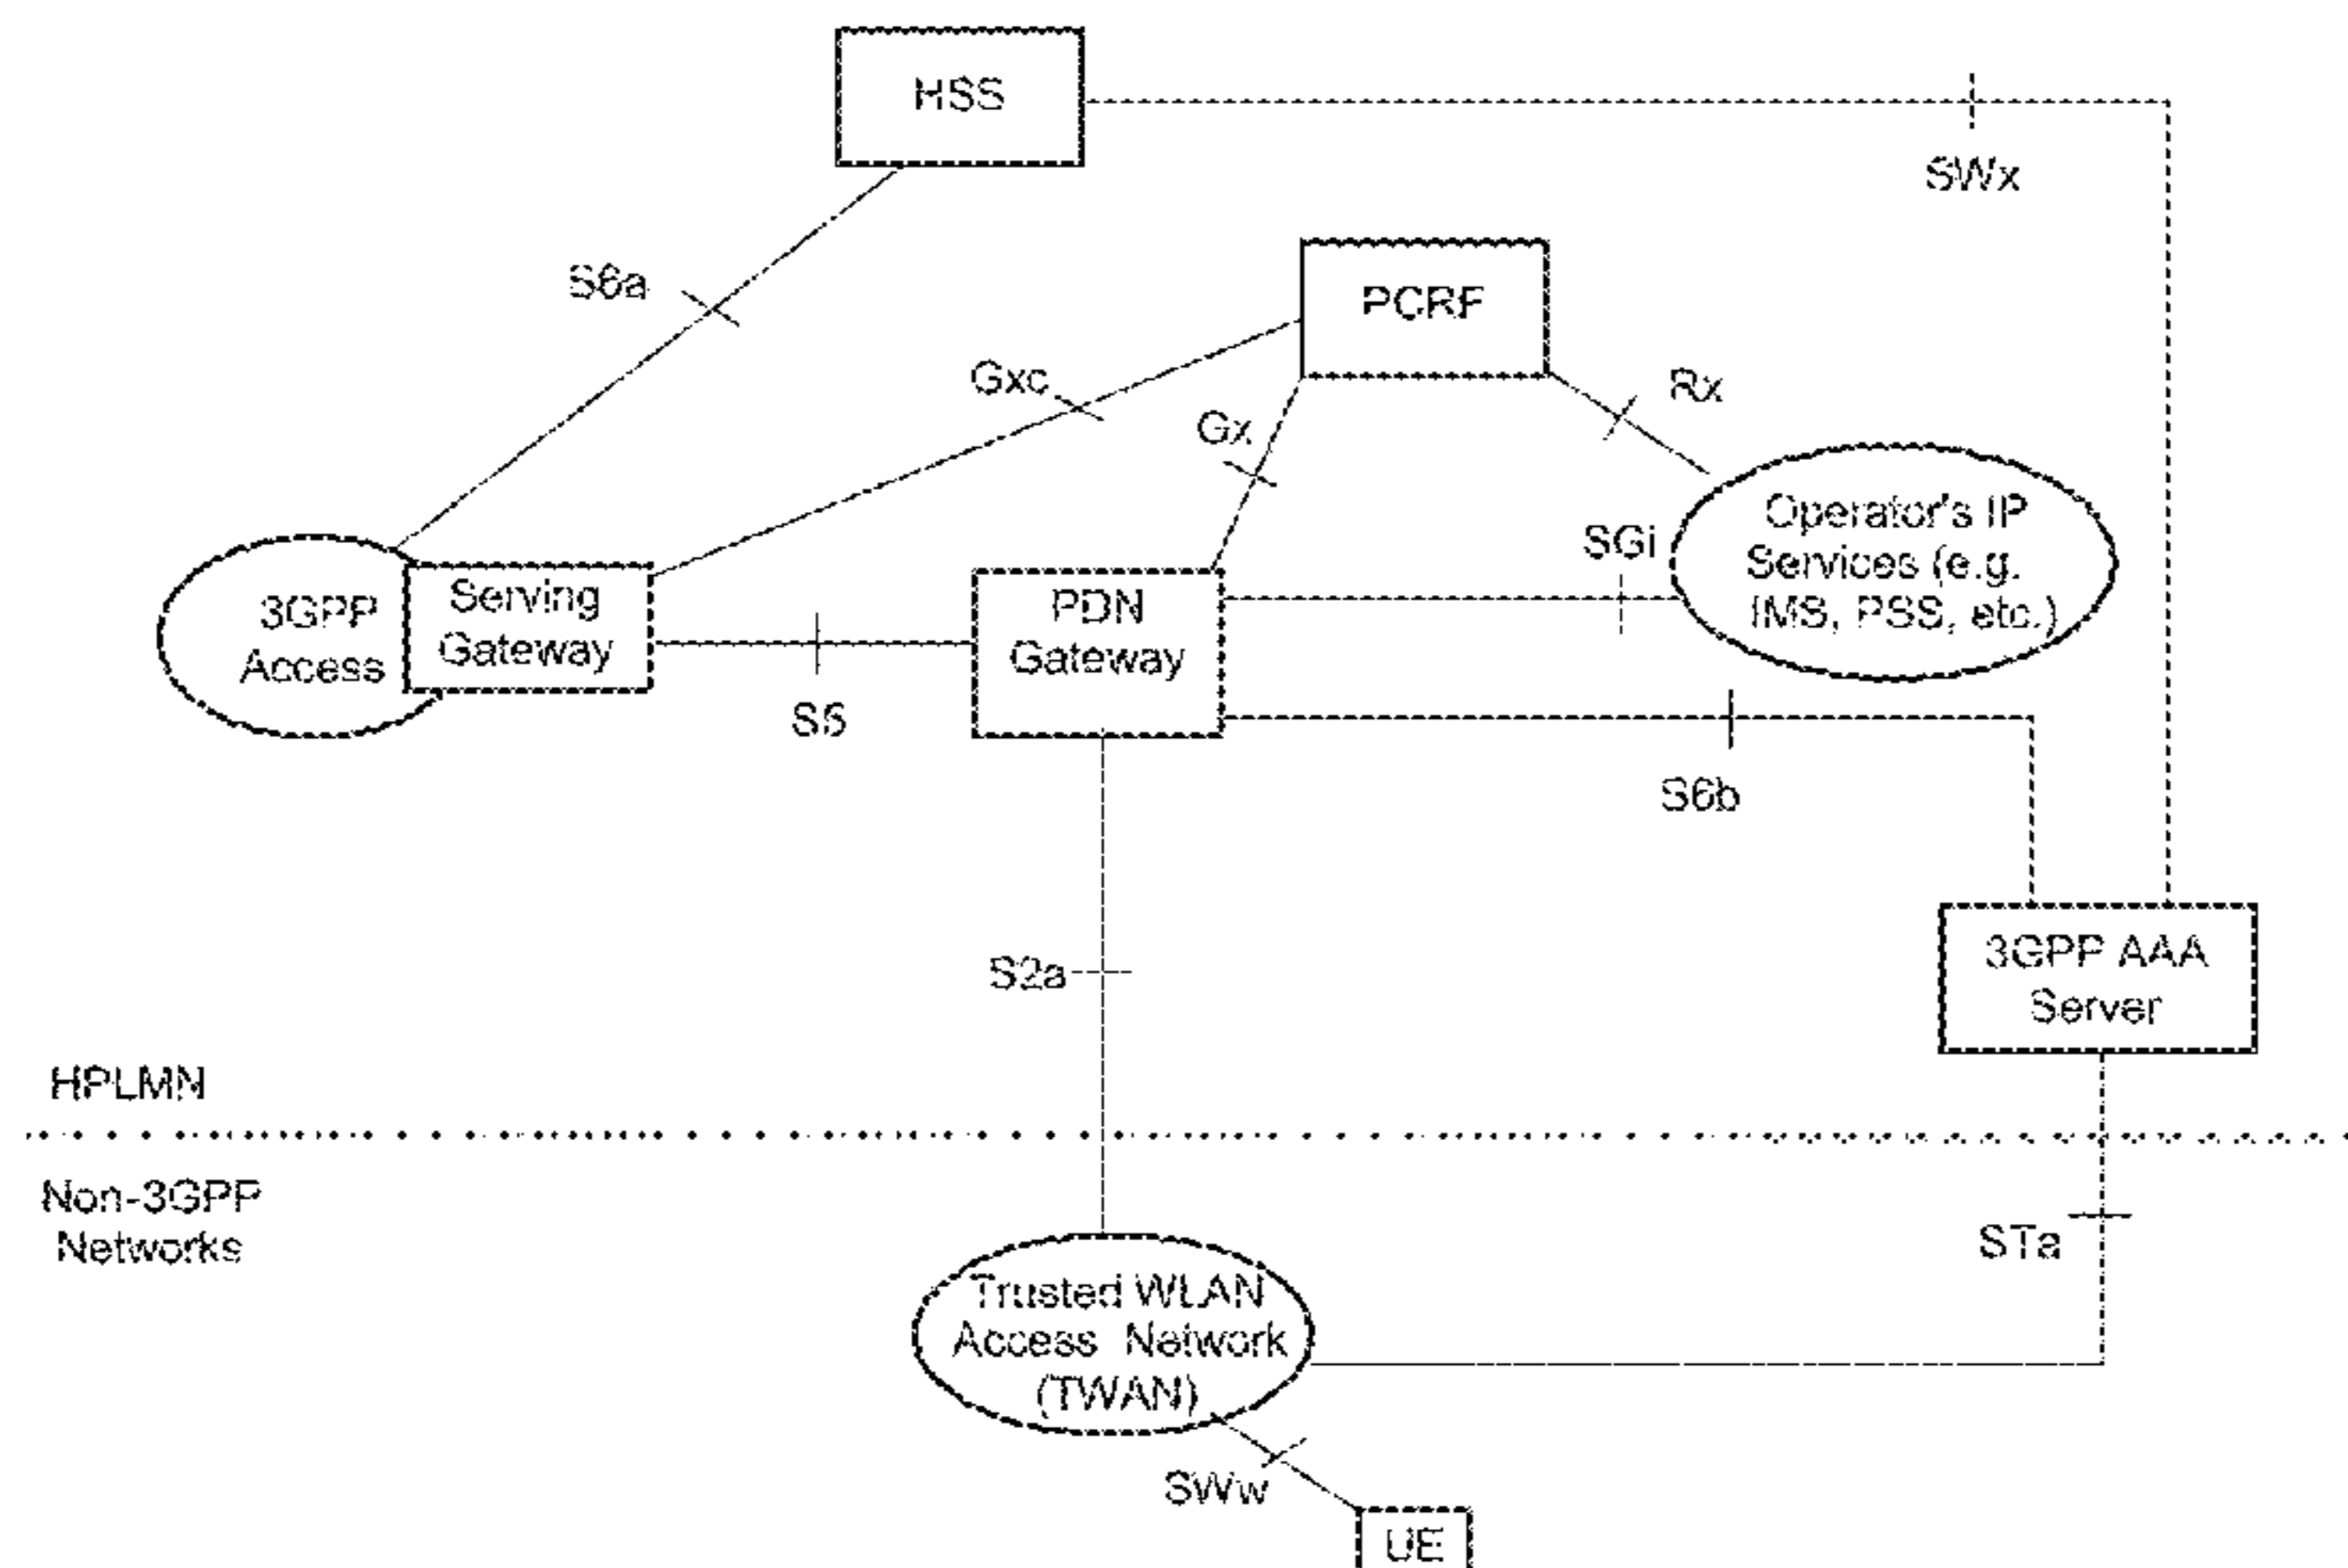 HSS
SWx
S6a
PCRF
Gxc
Rx
Gx
Operator's IP
Services (e.g.
IMS, PSS, etc.)
SGi
3GPP
Access
Serving
Gateway
PDN
Gateway
S5
S6b
S2a
3GPP AAA
Server
HPLMN
Non-3GPP
Networks
STa
Trusted WLAN
Access Network
(TWAN)
SWw
UE